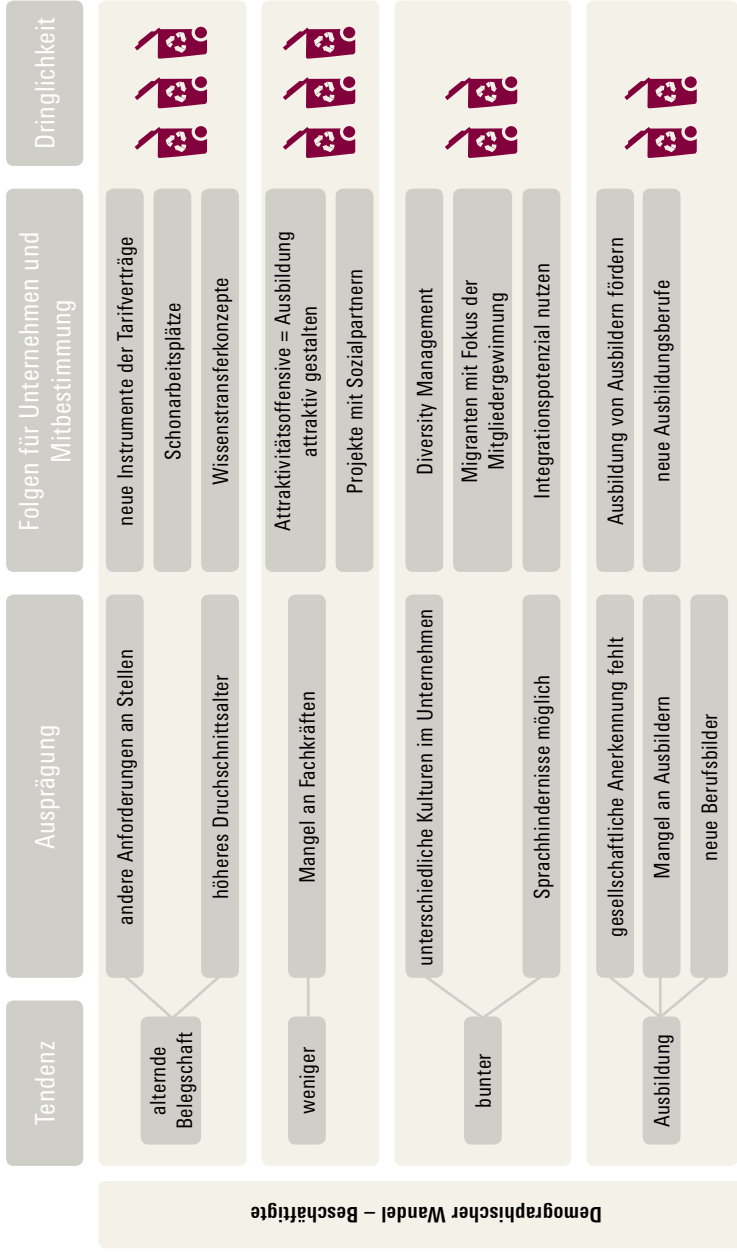 Demographischer Wandel – Beschäftigte
Tendenz
Ausprägung
Folgen für Unternehmen und
Mitbestimmung
Dringlichkeit
alternde
Belegschaft
andere Anforderungen an Stellen
höheres Druchschnittsalter
neue Instrumente der Tarifverträge
Schonarbeitsplätze
Wissenstransferkonzepte
weniger
Mangel an Fachkräften
Attraktivitätsoffensive = Ausbildung
attraktiv gestalten
Projekte mit Sozialpartnern
bunter
unterschiedliche Kulturen im Unternehmen
Sprachhindernisse möglich
Diversity Management
Migranten mit Fokus der
Mitgliedergewinnung
Integrationspotenzial nutzen
Ausbildung
gesellschaftliche Anerkennung fehlt
Mangel an Ausbildern
neue Berufsbilder
Ausbildung von Ausbildern fördern
neue Ausbildungsberufe